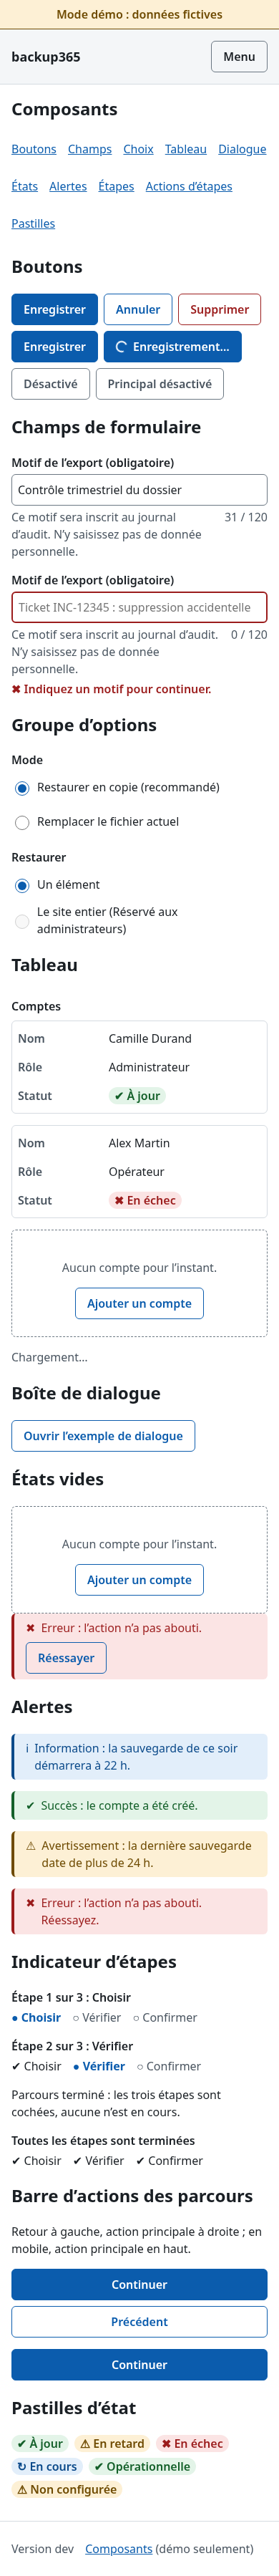 Mode démo : données fictives
backup365
Menu
Composants
Boutons Champs Choix Tableau Dialogue
États Alertes Étapes Actions d’étapes
Pastilles
Boutons
Enregistrer Annuler Supprimer
Enregistrer Enregistrement…
Désactivé Principal désactivé
Champs de formulaire
Motif de l’export (obligatoire)
Contrôle trimestriel du dossier
Ce motif sera inscrit au journal 31 / 120
d’audit. N’y saisissez pas de donnée
personnelle.
Motif de l’export (obligatoire)
Ticket INC-12345 : suppression accidentelle
Ce motif sera inscrit au journal d’audit. 0 / 120
N’y saisissez pas de donnée
personnelle.
✖ Indiquez un motif pour continuer.
Groupe d’options
Mode
Restaurer en copie (recommandé)
Remplacer le fichier actuel
Restaurer
Un élément
Le site entier (Réservé aux
administrateurs)
Tableau
Comptes
Nom Camille Durand
Rôle Administrateur
Statut ✔ À jour
Nom Alex Martin
Rôle Opérateur
Statut ✖ En échec
Aucun compte pour l’instant.
Ajouter un compte
Chargement…
Boîte de dialogue
Ouvrir l’exemple de dialogue
États vides
Aucun compte pour l’instant.
Ajouter un compte
✖ Erreur : l’action n’a pas abouti.
Réessayer
Alertes
i Information : la sauvegarde de ce soir
démarrera à 22 h.
✔ Succès : le compte a été créé.
⚠ Avertissement : la dernière sauvegarde
date de plus de 24 h.
✖ Erreur : l’action n’a pas abouti.
Réessayez.
Indicateur d’étapes
Étape 1 sur 3 : Choisir
● Choisir ○ Vérifier ○ Confirmer
Étape 2 sur 3 : Vérifier
✔ Choisir ● Vérifier ○ Confirmer
Parcours terminé : les trois étapes sont
cochées, aucune n’est en cours.
Toutes les étapes sont terminées
✔ Choisir ✔ Vérifier ✔ Confirmer
Barre d’actions des parcours
Retour à gauche, action principale à droite ; en
mobile, action principale en haut.
Continuer
Précédent
Continuer
Pastilles d’état
✔ À jour ⚠ En retard ✖ En échec
↻ En cours ✔ Opérationnelle
⚠ Non configurée
Version dev Composants (démo seulement)